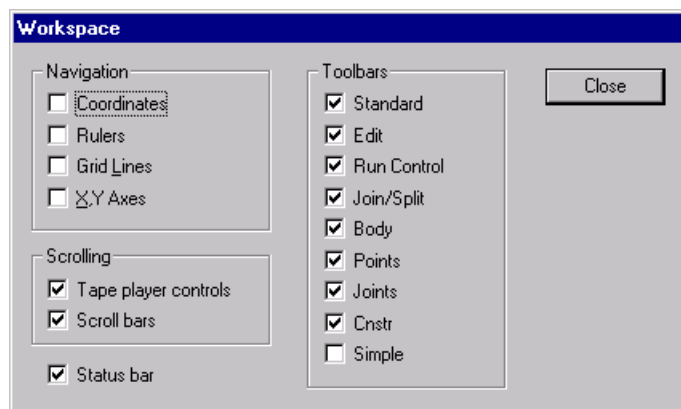 Workspace
Navigation
Coordinates
Rulers
Grid Lines
X,Y Axes
Scrolling
Tape player controls
Scroll bars
Status bar
Toolbars
Standard
Edit
Run Control
Join/Split
Body
Points
Joints
Cnstr
Simple
Close